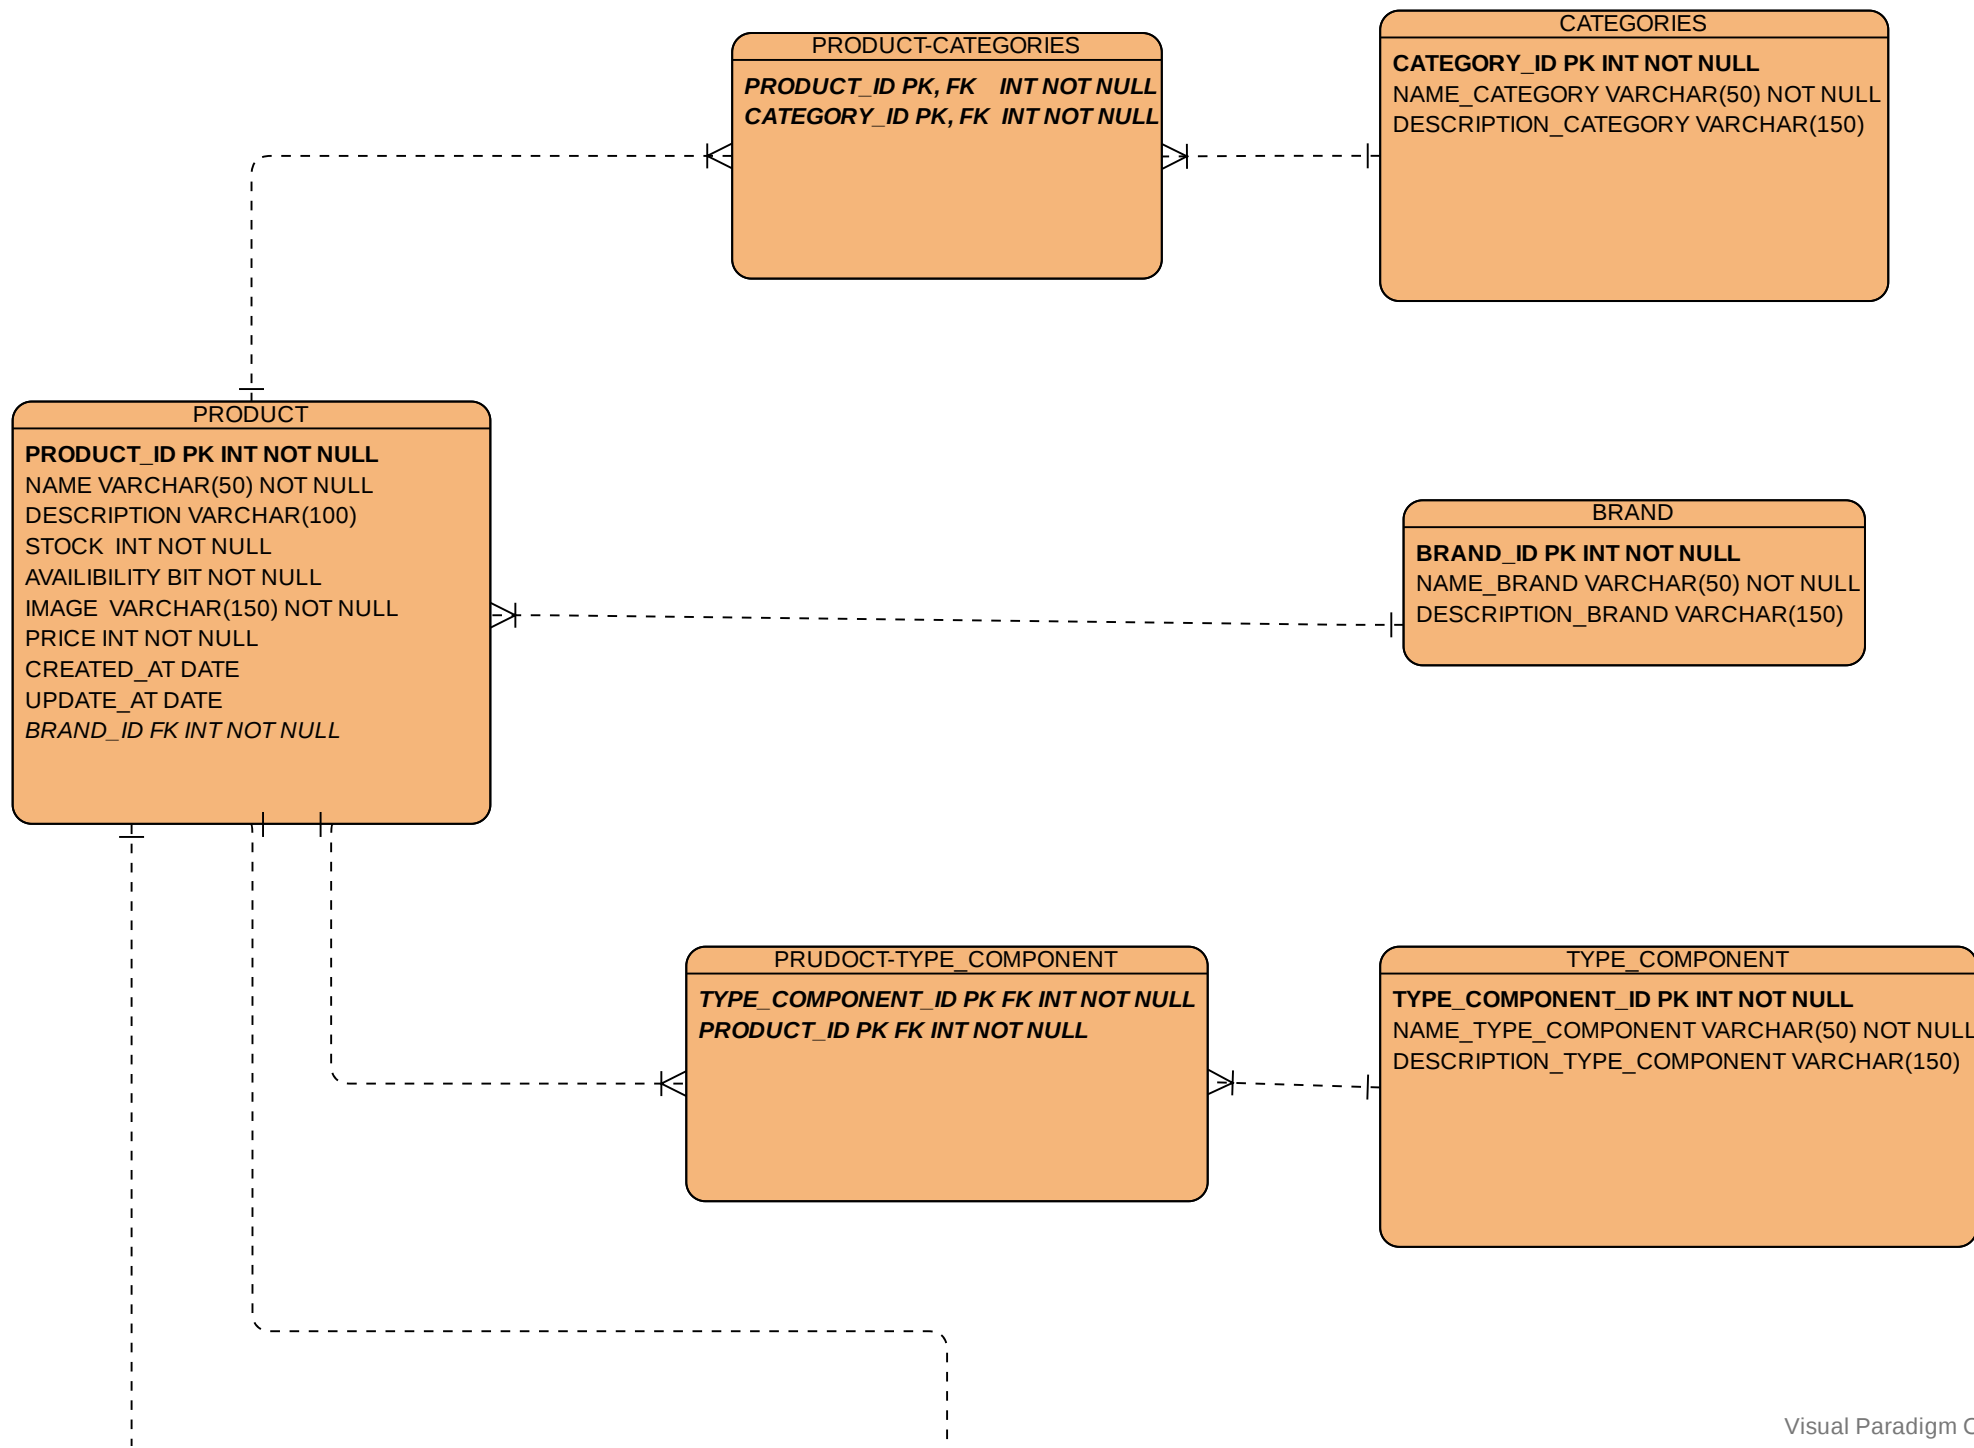 PRODUCT-CATEGORIES
PRODUCT_ID PK, FK    INT NOT NULL
CATEGORY_ID PK, FK  INT NOT NULL
CATEGORIES
CATEGORY_ID PK INT NOT NULL
NAME_CATEGORY VARCHAR(50) NOT NULL
DESCRIPTION_CATEGORY VARCHAR(150)
PRODUCT
PRODUCT_ID PK INT NOT NULL
NAME VARCHAR(50) NOT NULL
DESCRIPTION VARCHAR(100)
STOCK  INT NOT NULL
AVAILIBILITY BIT NOT NULL
IMAGE  VARCHAR(150) NOT NULL
PRICE INT NOT NULL
CREATED_AT DATE
UPDATE_AT DATE
BRAND_ID FK INT NOT NULL
BRAND
BRAND_ID PK INT NOT NULL
NAME_BRAND VARCHAR(50) NOT NULL
DESCRIPTION_BRAND VARCHAR(150)
PRUDOCT-TYPE_COMPONENT
TYPE_COMPONENT_ID PK FK INT NOT NULL
PRODUCT_ID PK FK INT NOT NULL
TYPE_COMPONENT
TYPE_COMPONENT_ID PK INT NOT NULL
NAME_TYPE_COMPONENT VARCHAR(50) NOT NULL
DESCRIPTION_TYPE_COMPONENT VARCHAR(150)
Visual Paradigm